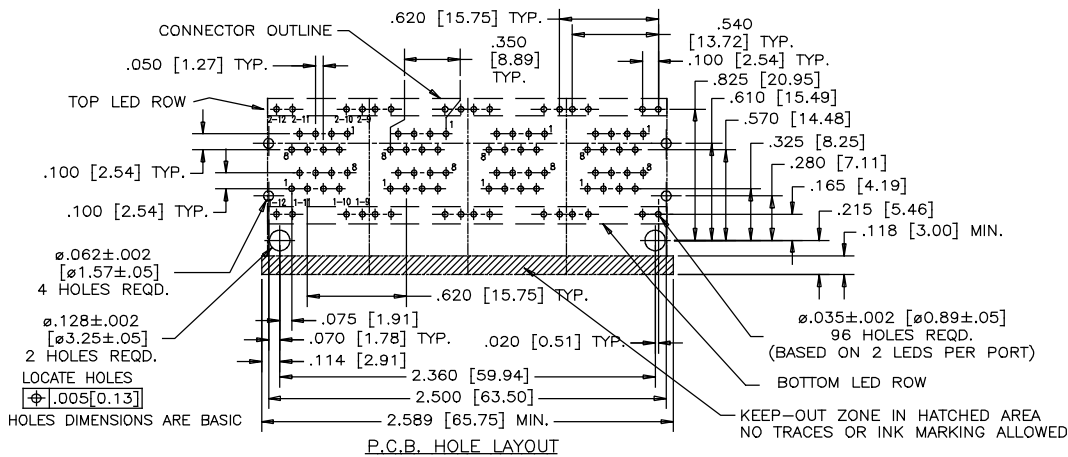 .620 [15.75] TYP.
.540
[13.72] TYP.
CONNECTOR OUTLINE
.350
[8.89]
TYP.
.050 [1.27] TYP.
.100 [2.54] TYP.
.825 [20.95]
TOP LED ROW
.610 [15.49]
.570 [14.48]
2-12 2-11 2-10 2-9
1 1 1 1
.325 [8.25]
8 8 8 8
.280 [7.11]
.100 [2.54] TYP.
8 8 8 8
.165 [4.19]
1 1 1 1
.100 [2.54] TYP.
1-12 1-11 1-10 1-9
.215 [5.46]
.118 [3.00] MIN.
ø.062±.002
[ø1.57±.05]
4 HOLES REQD.
.620 [15.75] TYP.
ø.128±.002
[ø3.25±.05]
2 HOLES REQD.
.075 [1.91]
.070 [1.78] TYP.
.114 [2.91]
.020 [0.51] TYP.
ø.035±.002 [ø0.89±.05]
96 HOLES REQD.
(BASED ON 2 LEDS PER PORT)
LOCATE HOLES
⌖ .005[0.13]
HOLES DIMENSIONS ARE BASIC
2.360 [59.94]
BOTTOM LED ROW
2.500 [63.50]
2.589 [65.75] MIN.
KEEP-OUT ZONE IN HATCHED AREA
NO TRACES OR INK MARKING ALLOWED
P.C.B. HOLE LAYOUT